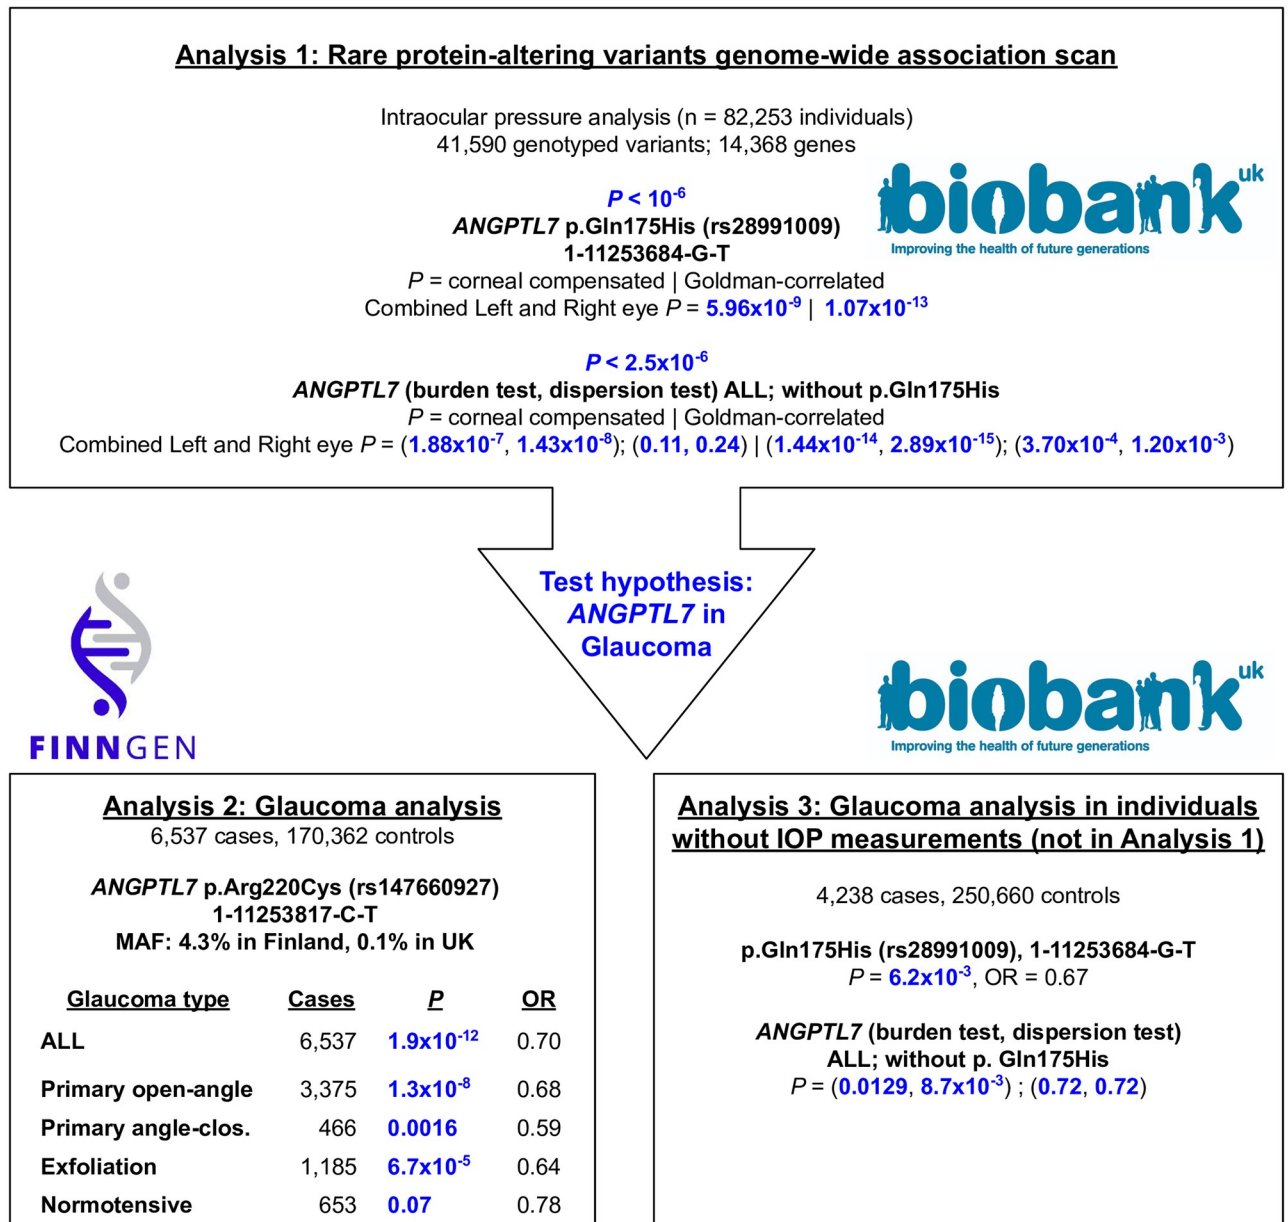 Analysis 1: Rare protein-altering variants genome-wide association scan
Intraocular pressure analysis (n = 82,253 individuals)
41,590 genotyped variants; 14,368 genes
P < 10⁻⁶
ANGPTL7 p.Gln175His (rs28991009)
1-11253684-G-T
P = corneal compensated | Goldman-correlated
Combined Left and Right eye P = 5.96x10⁻⁹ | 1.07x10⁻¹³
biobank uk
Improving the health of future generations
P < 2.5x10⁻⁶
ANGPTL7 (burden test, dispersion test) ALL; without p.Gln175His
P = corneal compensated | Goldman-correlated
Combined Left and Right eye P = (1.88x10⁻⁷, 1.43x10⁻⁸); (0.11, 0.24) | (1.44x10⁻¹⁴, 2.89x10⁻¹⁵); (3.70x10⁻⁴, 1.20x10⁻³)
Test hypothesis:
ANGPTL7 in
Glaucoma
FINNGEN
biobank uk
Improving the health of future generations
Analysis 2: Glaucoma analysis
6,537 cases, 170,362 controls
ANGPTL7 p.Arg220Cys (rs147660927)
1-11253817-C-T
MAF: 4.3% in Finland, 0.1% in UK
Glaucoma type Cases P OR
ALL 6,537 1.9x10⁻¹² 0.70
Primary open-angle 3,375 1.3x10⁻⁸ 0.68
Primary angle-clos. 466 0.0016 0.59
Exfoliation 1,185 6.7x10⁻⁵ 0.64
Normotensive 653 0.07 0.78
Analysis 3: Glaucoma analysis in individuals
without IOP measurements (not in Analysis 1)
4,238 cases, 250,660 controls
p.Gln175His (rs28991009), 1-11253684-G-T
P = 6.2x10⁻³, OR = 0.67
ANGPTL7 (burden test, dispersion test)
ALL; without p. Gln175His
P = (0.0129, 8.7x10⁻³) ; (0.72, 0.72)